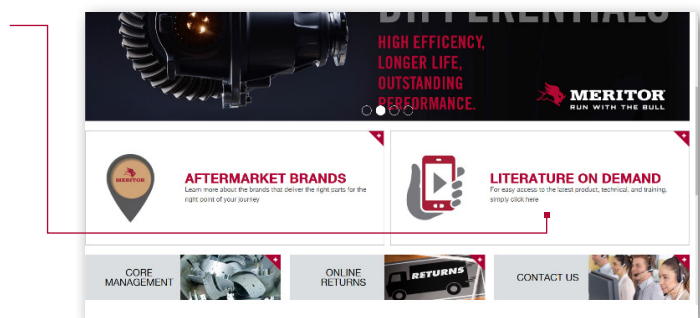 DIFFERENTIALS
HIGH EFFICENCY,
LONGER LIFE,
OUTSTANDING
PERFORMANCE.
MERITOR
RUN WITH THE BULL
MERITOR
AFTERMARKET BRANDS
Learn more about the brands that deliver the right parts for the
right point of your journey
LITERATURE ON DEMAND
For easy access to the latest product, technical, and training,
simply click here
CORE
MANAGEMENT
ONLINE
RETURNS
RETURNS
CONTACT US